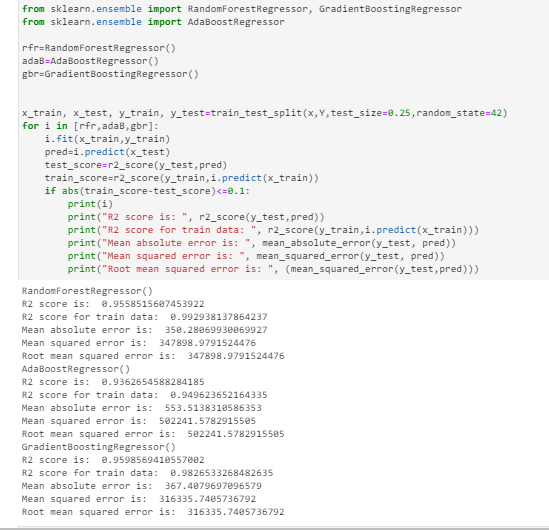 from sklearn.ensemble import RandomForestRegressor, GradientBoostingRegressor
from sklearn.ensemble import AdaBoostRegressor
rfr=RandomForestRegressor()
adaB=AdaBoostRegressor()
gbr=GradientBoostingRegressor()
x_train, x_test, y_train, y_test=train_test_split(x,Y,test_size=0.25,random_state=42)
for i in [rfr,adaB,gbr]:
    i.fit(x_train,y_train)
    pred=i.predict(x_test)
    test_score=r2_score(y_test,pred)
    train_score=r2_score(y_train,i.predict(x_train))
    if abs(train_score-test_score)<=0.1:
        print(i)
        print("R2 score is: ", r2_score(y_test,pred))
        print("R2 score for train data: ", r2_score(y_train,i.predict(x_train)))
        print("Mean absolute error is: ", mean_absolute_error(y_test, pred))
        print("Mean squared error is: ", mean_squared_error(y_test, pred))
        print("Root mean squared error is: ", (mean_squared_error(y_test,pred)))
RandomForestRegressor()
R2 score is:  0.9558515607453922
R2 score for train data:  0.992938137864237
Mean absolute error is:  350.28069930069927
Mean squared error is:  347898.9791524476
Root mean squared error is:  347898.9791524476
AdaBoostRegressor()
R2 score is:  0.9362654588284185
R2 score for train data:  0.949623652164335
Mean absolute error is:  553.5138310586353
Mean squared error is:  502241.5782915505
Root mean squared error is:  502241.5782915505
GradientBoostingRegressor()
R2 score is:  0.9598569410557002
R2 score for train data:  0.9826533268482635
Mean absolute error is:  367.4079697096579
Mean squared error is:  316335.7405736792
Root mean squared error is:  316335.7405736792